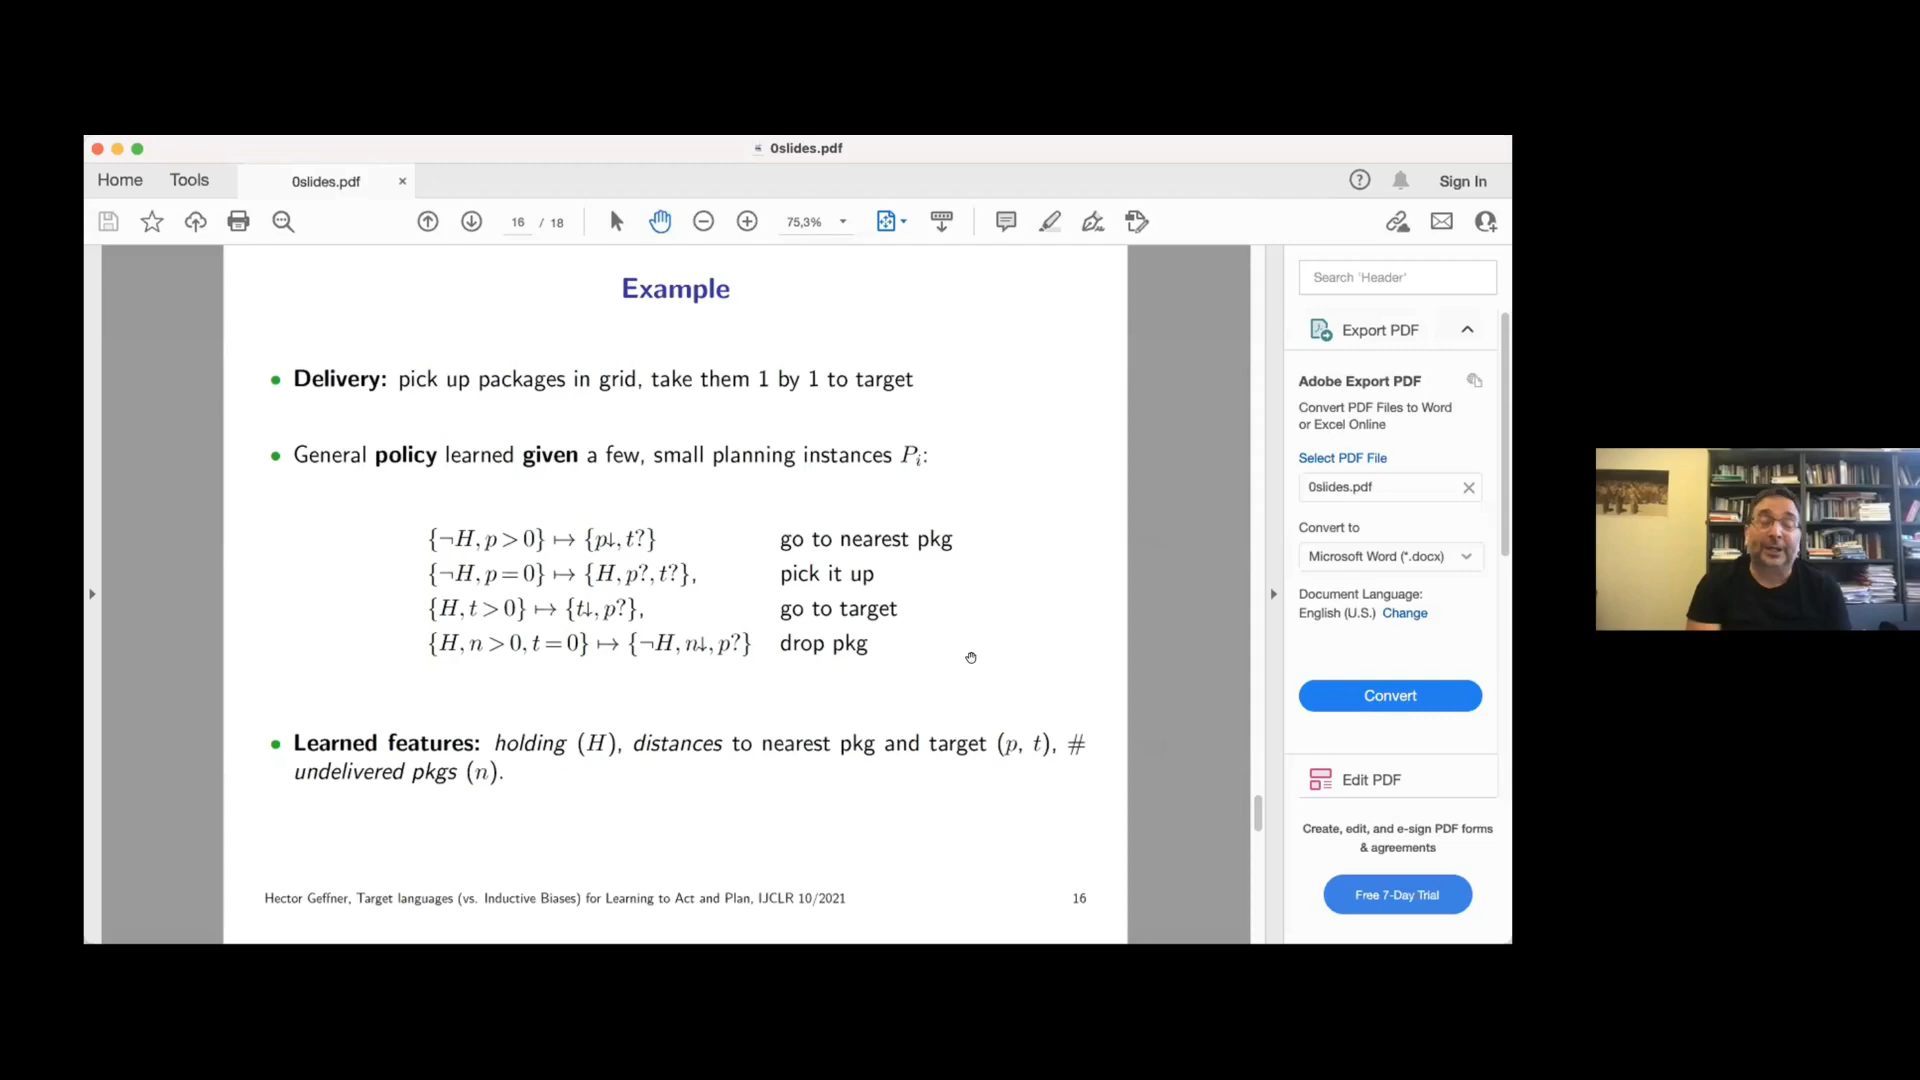 0slides.pdf
Home Tools 0slides.pdf × Sign In
16 / 18 75,3%
Example
• Delivery: pick up packages in grid, take them 1 by 1 to target
• General policy learned given a few, small planning instances Pᵢ:
{¬H, p > 0} ↦ {p↓, t?} go to nearest pkg
{¬H, p = 0} ↦ {H, p?, t?}, pick it up
{H, t > 0} ↦ {t↓, p?}, go to target
{H, n > 0, t = 0} ↦ {¬H, n↓, p?} drop pkg
• Learned features: holding (H), distances to nearest pkg and target (p, t), #
undelivered pkgs (n).
Hector Geffner, Target languages (vs. Inductive Biases) for Learning to Act and Plan, IJCLR 10/2021 16
Search 'Header'
Export PDF
Adobe Export PDF
Convert PDF Files to Word
or Excel Online
Select PDF File
0slides.pdf
Convert to
Microsoft Word (*.docx)
Document Language:
English (U.S.) Change
Convert
Edit PDF
Create, edit, and e-sign PDF forms
& agreements
Free 7-Day Trial